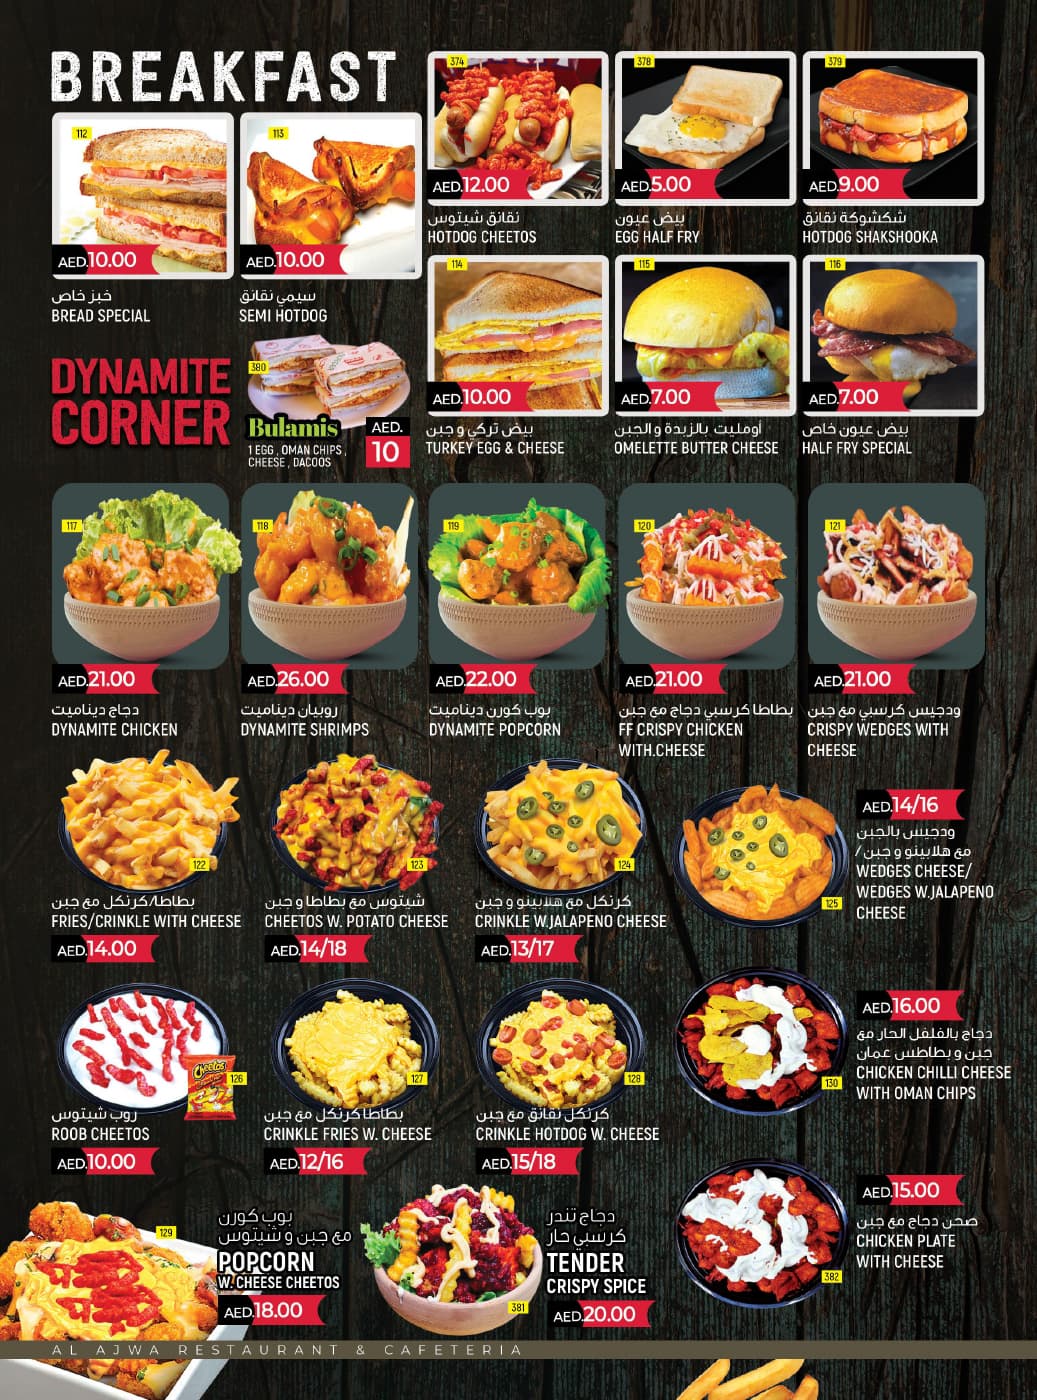 BREAKFAST
112
AED.10.00
خبز خاص
BREAD SPECIAL
113
AED.10.00
سيمي نقانق
SEMI HOTDOG
374
AED.12.00
نقانق شيتوس
HOTDOG CHEETOS
378
AED.5.00
بيض عيون
EGG HALF FRY
379
AED.9.00
شكشوكة نقانق
HOTDOG SHAKSHOOKA
114
AED.10.00
بيض تركي و جبن
TURKEY EGG & CHEESE
115
AED.7.00
أومليت بالزبدة و الجبن
OMELETTE BUTTER CHEESE
116
AED.7.00
بيض عيون خاص
HALF FRY SPECIAL
DYNAMITE
CORNER
380
Bulamis
1 EGG , OMAN CHIPS ,
CHEESE , DACOOS
AED.
10
117
AED.21.00
دجاج ديناميت
DYNAMITE CHICKEN
118
AED.26.00
روبيان ديناميت
DYNAMITE SHRIMPS
119
AED.22.00
بوب كورن ديناميت
DYNAMITE POPCORN
120
AED.21.00
بطاطا كرسبي دجاج مع جبن
FF CRISPY CHICKEN
WITH.CHEESE
121
AED.21.00
ودجيس كرسبي مع جبن
CRISPY WEDGES WITH
CHEESE
122
بطاطا/كرنكل مع جبن
FRIES/CRINKLE WITH CHEESE
AED.14.00
123
شيتوس مع بطاطا و جبن
CHEETOS W. POTATO CHEESE
AED.14/18
124
كرنكل مع هلابينو و جبن
CRINKLE W.JALAPENO CHEESE
AED.13/17
125
AED.14/16
ودجيس بالجبن
مع هلابينو و جبن/
WEDGES CHEESE/
WEDGES W.JALAPENO
CHEESE
Cheetos
126
روب شيتوس
ROOB CHEETOS
AED.10.00
127
بطاطا كرنكل مع جبن
CRINKLE FRIES W. CHEESE
AED.12/16
128
كرنكل نقانق مع جبن
CRINKLE HOTDOG W. CHEESE
AED.15/18
130
AED.16.00
دجاج بالفلفل الحار مع
جبن و بطاطس عمان
CHICKEN CHILLI CHEESE
WITH OMAN CHIPS
129
بوب كورن
مع جبن و شيتوس
POPCORN
W. CHEESE CHEETOS
AED.18.00
381
دجاج تندر
كرسبي حار
TENDER
CRISPY SPICE
AED.20.00
382
AED.15.00
صحن دجاج مع جبن
CHICKEN PLATE
WITH CHEESE
AL AJWA RESTAURANT & CAFETERIA